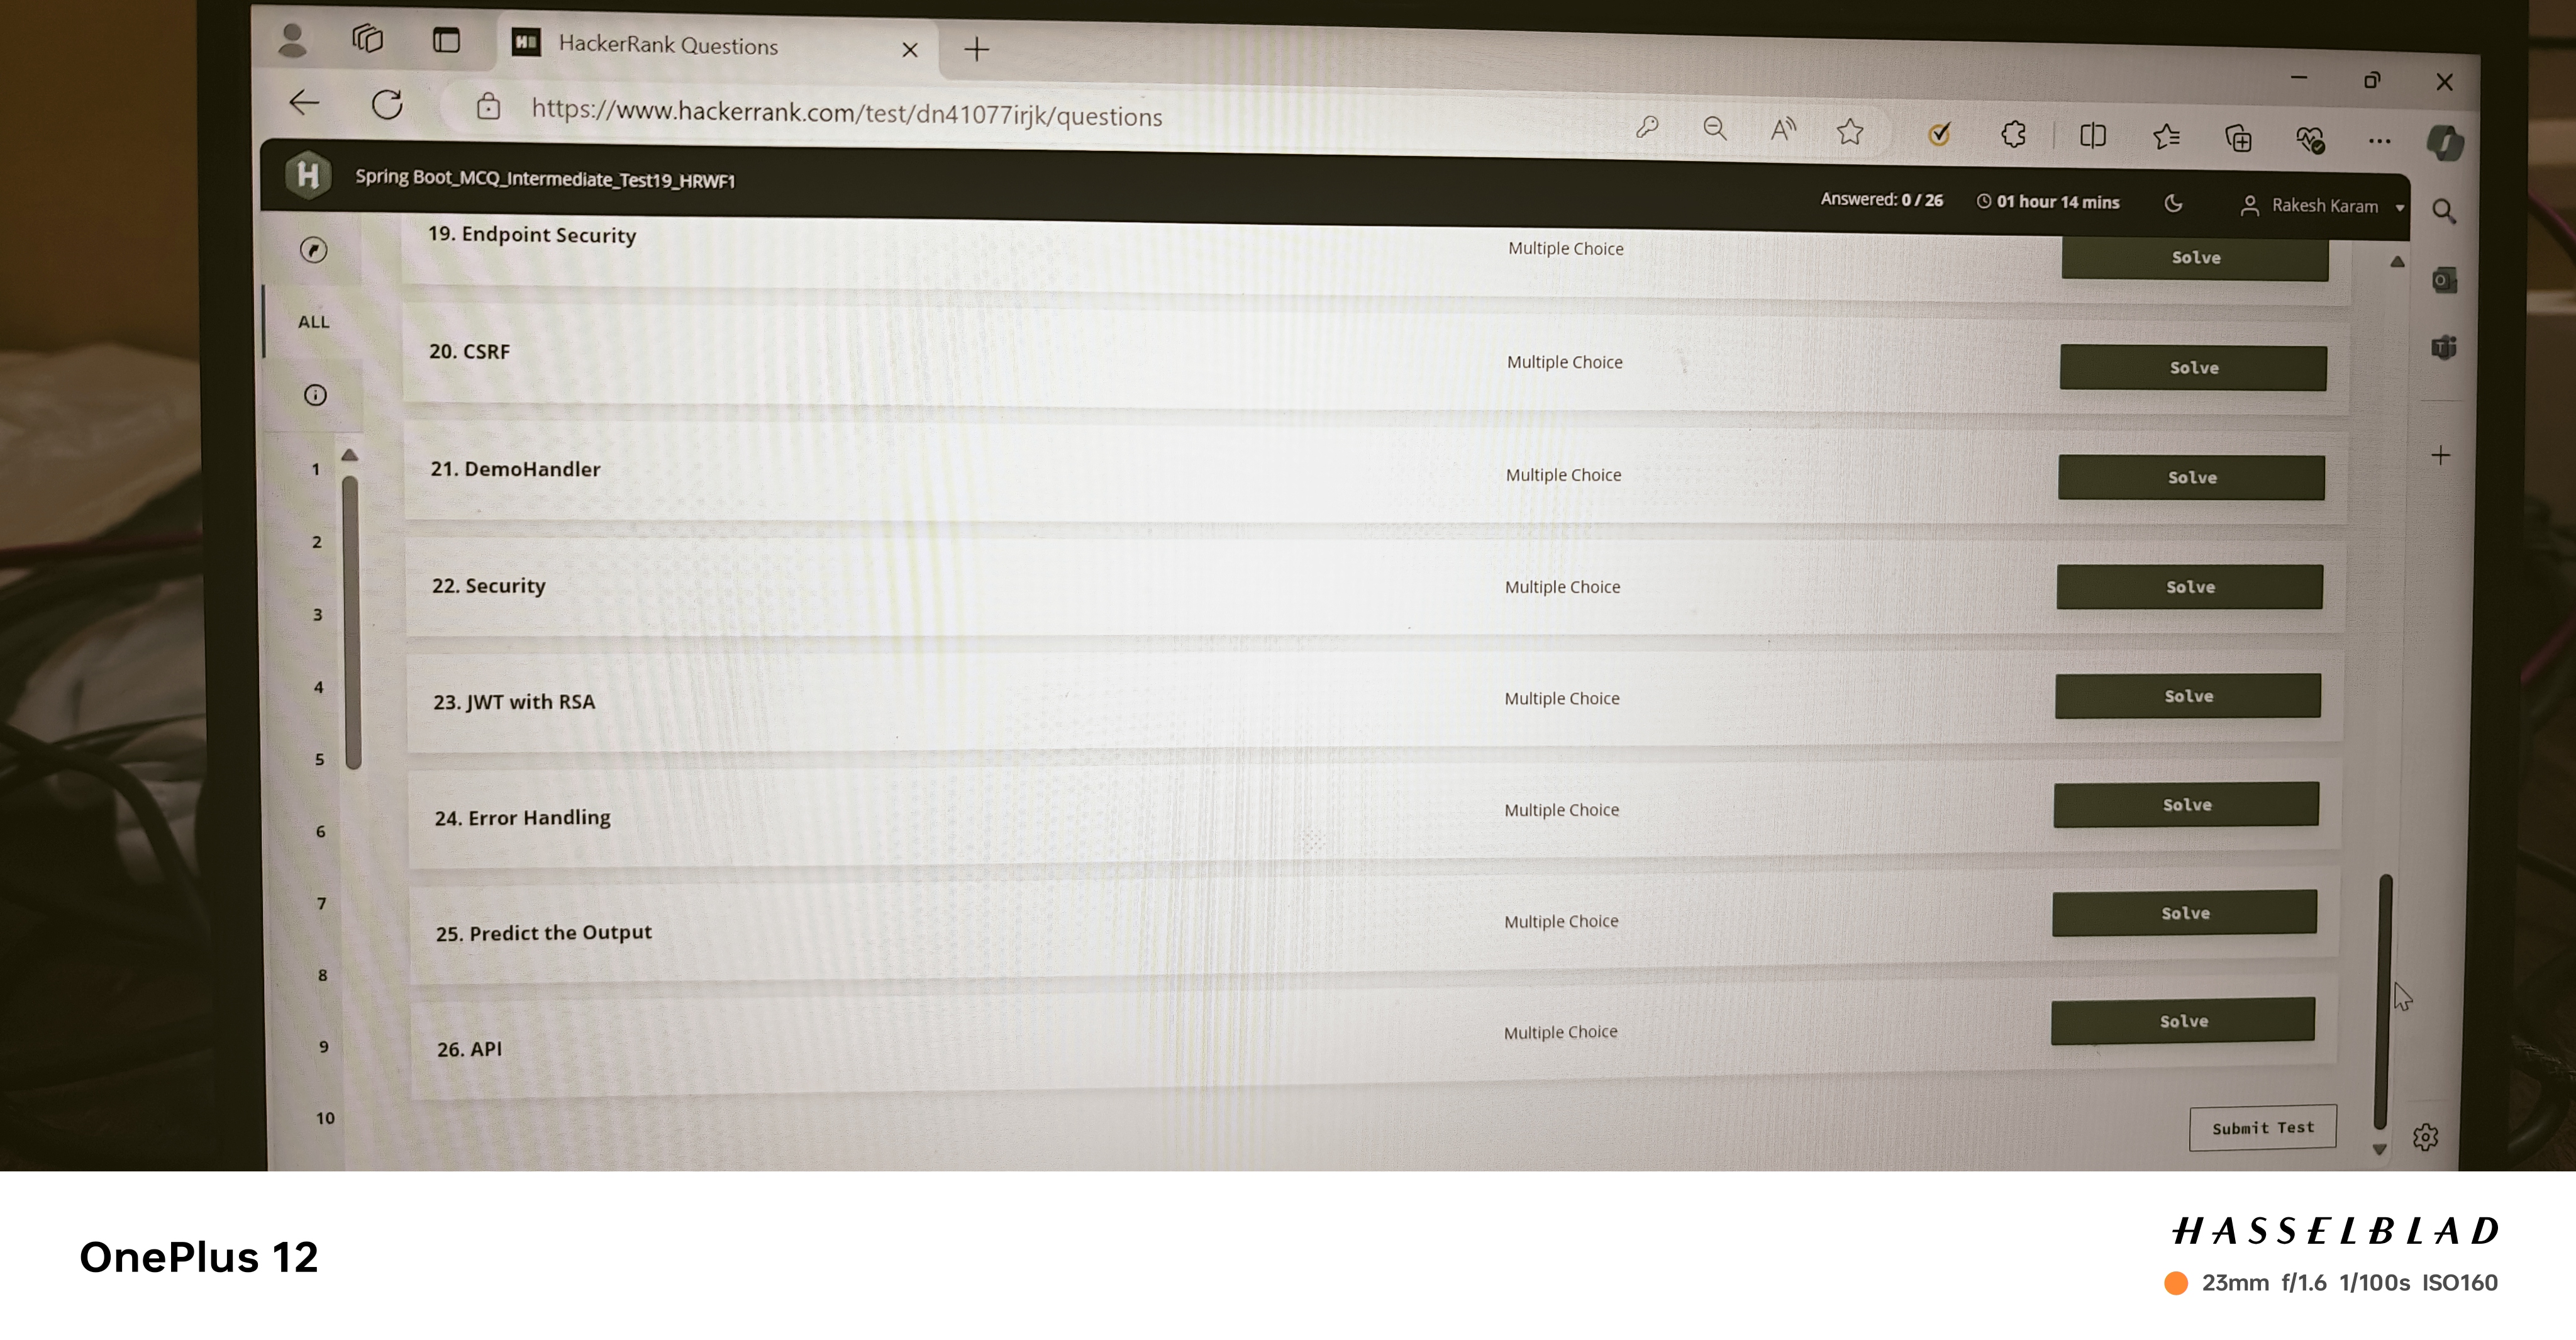 HackerRank Questions
https://www.hackerrank.com/test/dn41077irjk/questions
H
Spring Boot_MCQ_Intermediate_Test19_HRWF1
Answered: 0 / 26
01 hour 14 mins
Rakesh Karam
ALL
1
2
3
4
5
6
7
8
9
10
19. Endpoint Security Multiple Choice Solve
20. CSRF Multiple Choice Solve
21. DemoHandler Multiple Choice Solve
22. Security Multiple Choice Solve
23. JWT with RSA Multiple Choice Solve
24. Error Handling Multiple Choice Solve
25. Predict the Output Multiple Choice Solve
26. API Multiple Choice Solve
Submit Test
OnePlus 12
HASSELBLAD
23mm f/1.6 1/100s ISO160